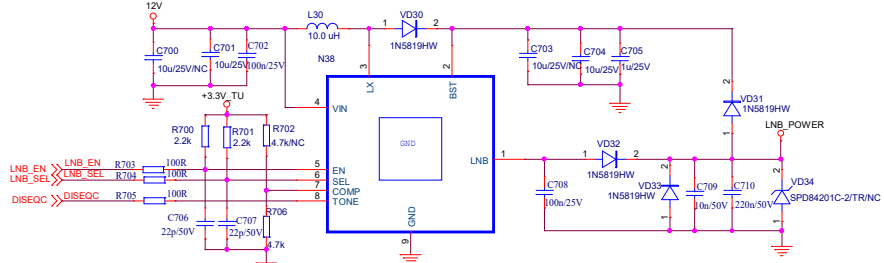 12V
L30
10.0 uH
1 VD30 2
1N5819HW
C700
10u/25V/NC
C701
10u/25V
C702
100n/25V
N38
C703
10u/25V/NC
C704
10u/25V
C705
1u/25V
3
LX
2
BST
2
VD31
1N5819HW
1
+3.3V_TU
4
VIN
GND
LNB_POWER
R700
2.2k
R701
2.2k
R702
4.7k/NC
LNB
1
1 VD32 2
1N5819HW
LNB_EN LNB_EN R703 100R 5 EN
LNB_SEL LNB_SEL R704 100R 6 SEL
7 COMP
DISEQC DISEQC R705 100R 8 TONE
C708
100n/25V
2
VD33
1N5819HW
1
C709
10n/50V
C710
220n/50V
2
VD34
SPD84201C-2/TR/NC
1
C706
22p/50V
C707
22p/50V
R706
4.7k
GND
9